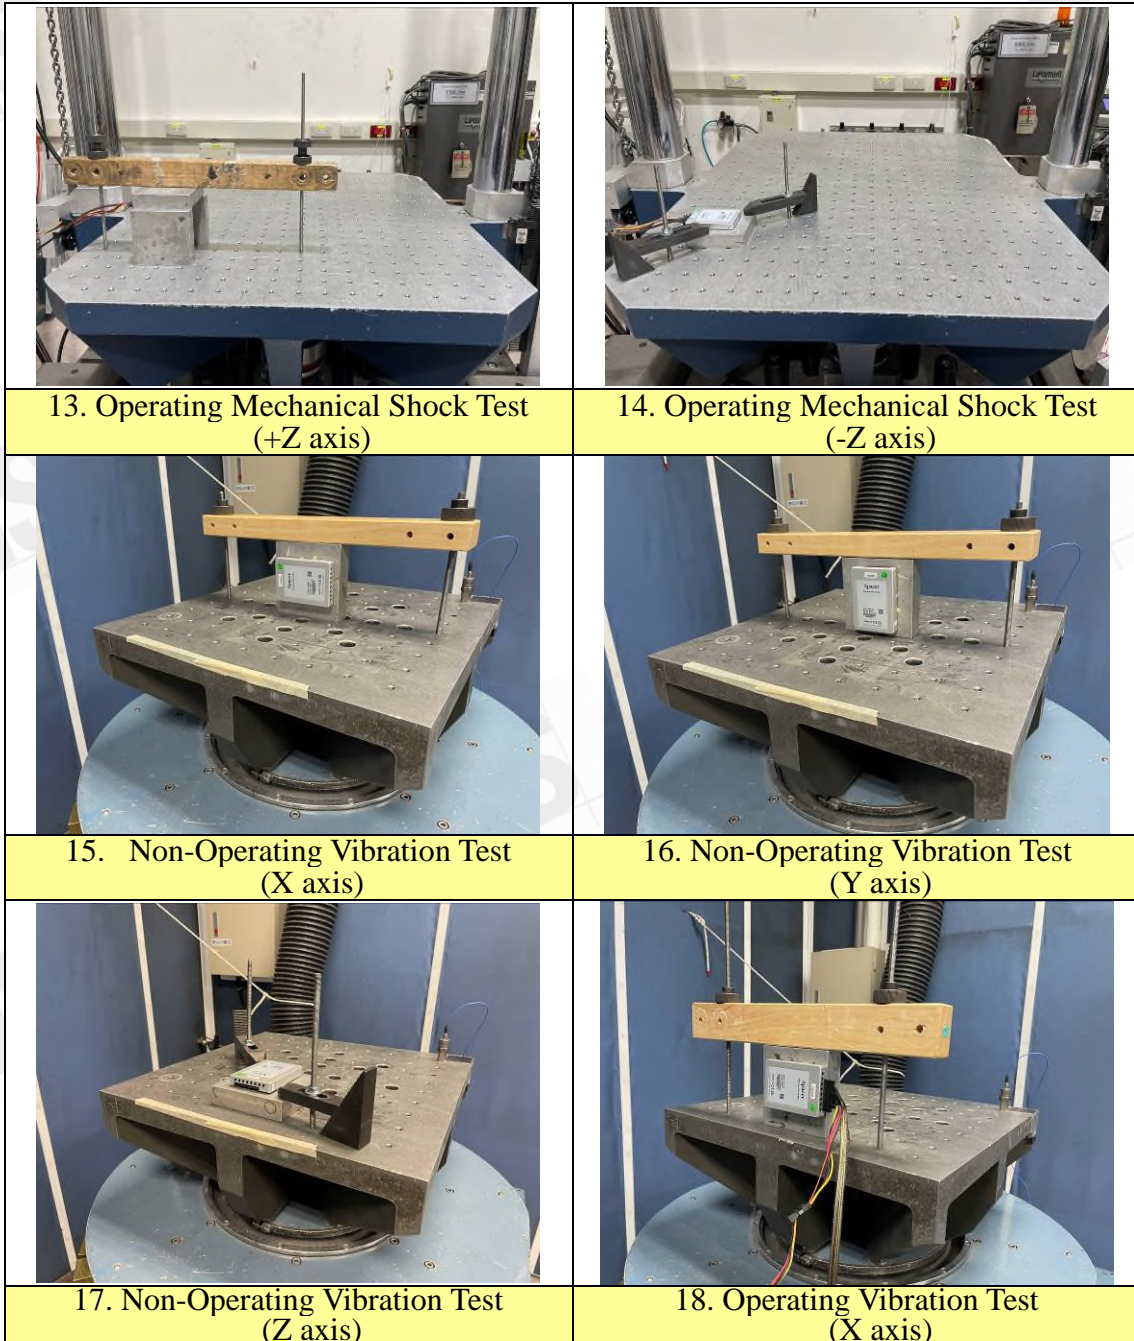 13. Operating Mechanical Shock Test
(+Z axis)
14. Operating Mechanical Shock Test
(-Z axis)
15. Non-Operating Vibration Test
(X axis)
16. Non-Operating Vibration Test
(Y axis)
17. Non-Operating Vibration Test
(Z axis)
18. Operating Vibration Test
(X axis)